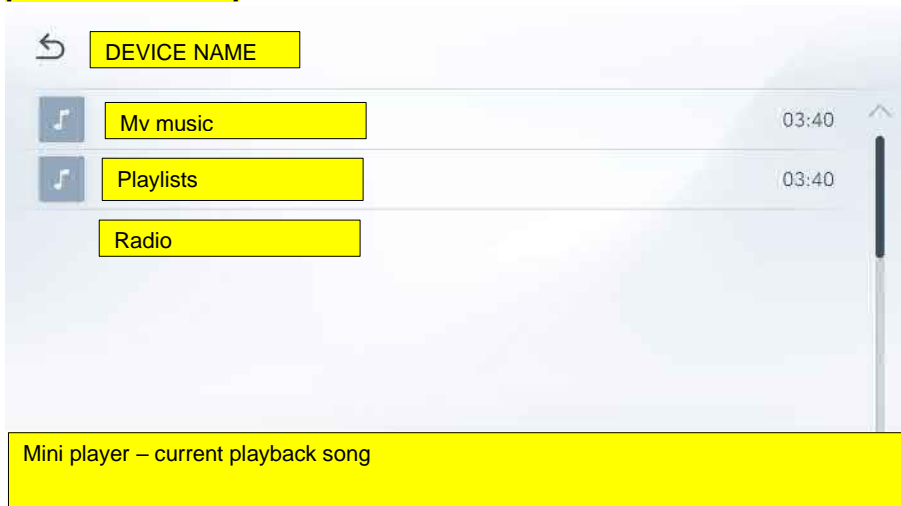 DEVICE NAME
Mv music 03:40
Playlists 03:40
Radio
Mini player – current playback song